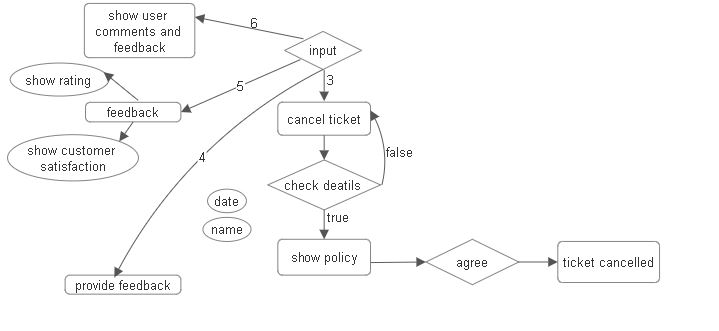 show user
comments and
feedback
6
input
show rating
5
3
feedback
cancel ticket
show customer
satisfaction
4
false
check deatils
date
true
name
show policy
agree
ticket cancelled
provide feedback